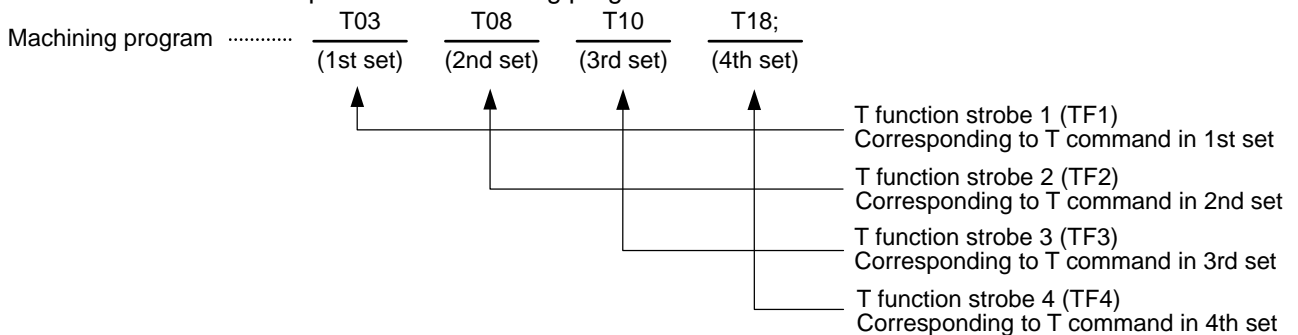 T03 T08 T10 T18;
Machining program ············
(1st set) (2nd set) (3rd set) (4th set)
T function strobe 1 (TF1)
Corresponding to T command in 1st set
T function strobe 2 (TF2)
Corresponding to T command in 2nd set
T function strobe 3 (TF3)
Corresponding to T command in 3rd set
T function strobe 4 (TF4)
Corresponding to T command in 4th set